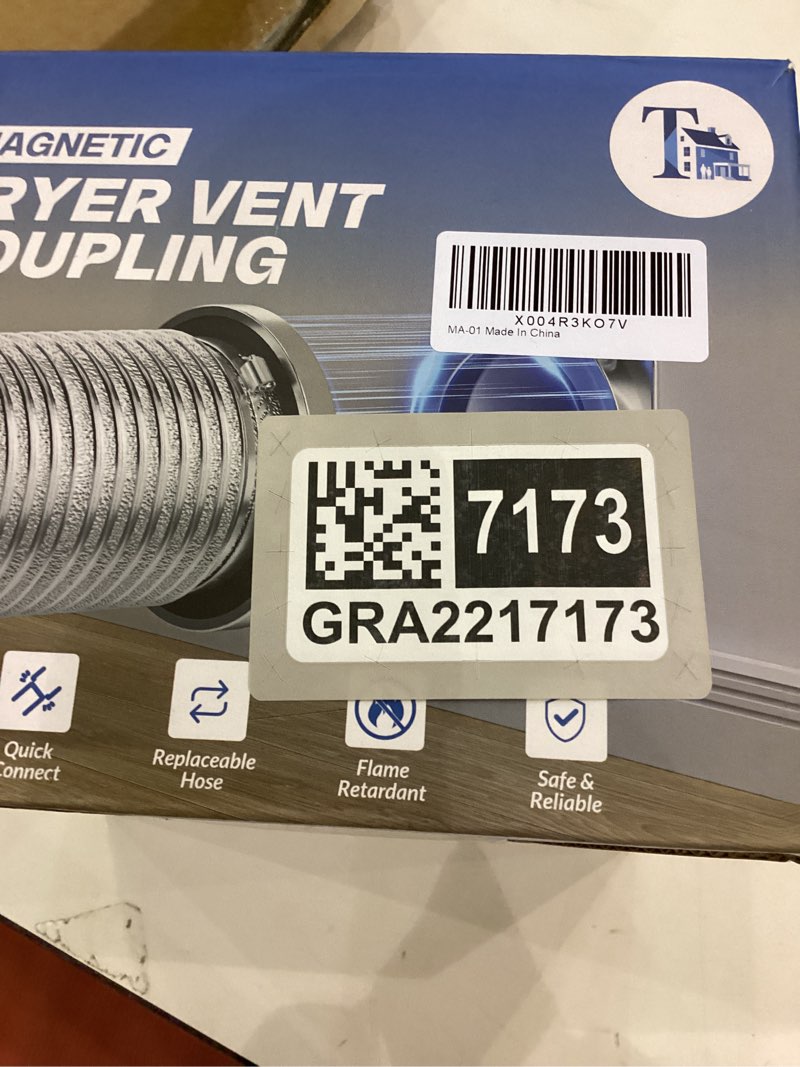 AGNETIC
RYER VENT
OUPLING
T
X004R3KO7V
MA-01 Made In China
7173
GRA2217173
Quick
Connect
Replaceable
Hose
Flame
Retardant
Safe &
Reliable